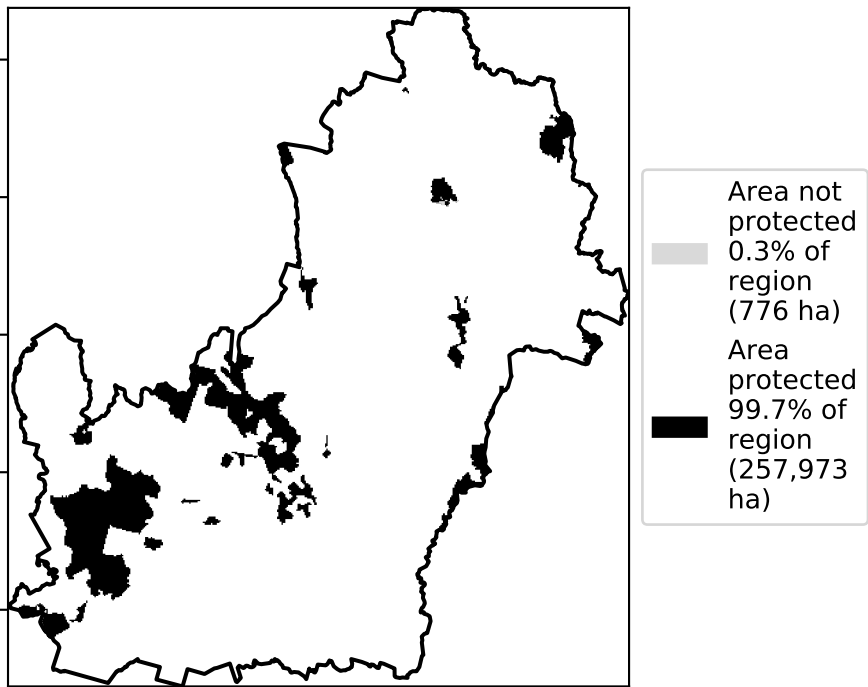 Area not
protected
0.3% of
region
(776 ha)
Area
protected
99.7% of
region
(257,973
ha)